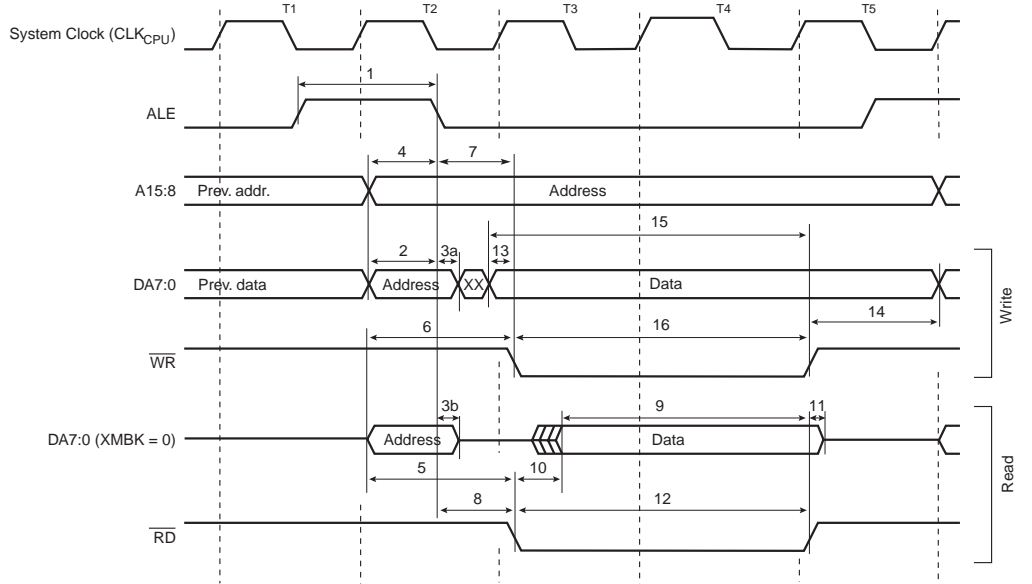 T1 T2 T3 T4 T5
System Clock (CLKCPU)
1
ALE
4 7
A15:8 Prev. addr. Address
15
2 3a 13
DA7:0 Prev. data Address XX Data
14
6 16
WR
Write
3b 9 11
DA7:0 (XMBK = 0) Address Data
5 10
8 12
RD
Read